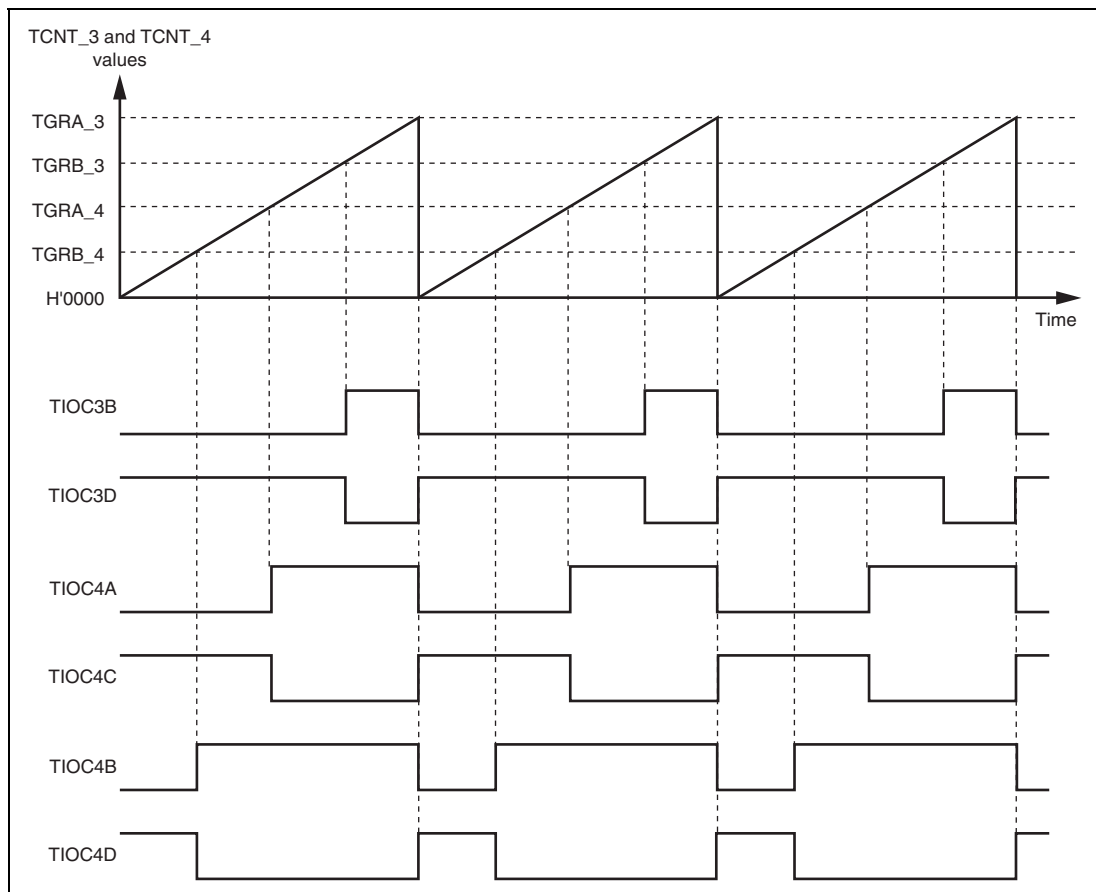 TCNT_3 and TCNT_4
values
TGRA_3
TGRB_3
TGRA_4
TGRB_4
H'0000
Time
TIOC3B
TIOC3D
TIOC4A
TIOC4C
TIOC4B
TIOC4D